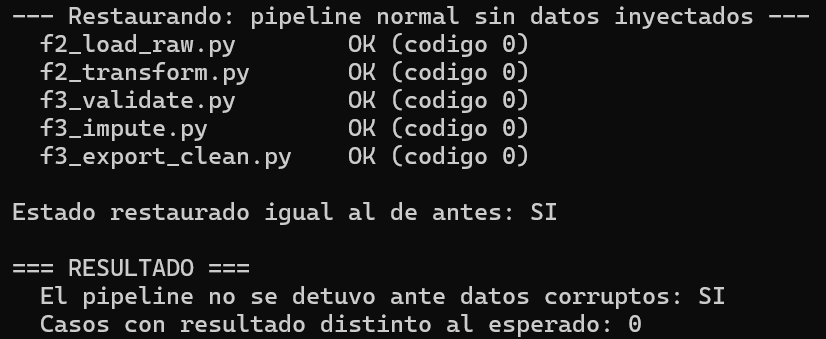 --- Restaurando: pipeline normal sin datos inyectados ---
f2_load_raw.py OK (codigo 0)
f2_transform.py OK (codigo 0)
f3_validate.py OK (codigo 0)
f3_impute.py OK (codigo 0)
f3_export_clean.py OK (codigo 0)
Estado restaurado igual al de antes: SI
=== RESULTADO ===
El pipeline no se detuvo ante datos corruptos: SI
Casos con resultado distinto al esperado: 0